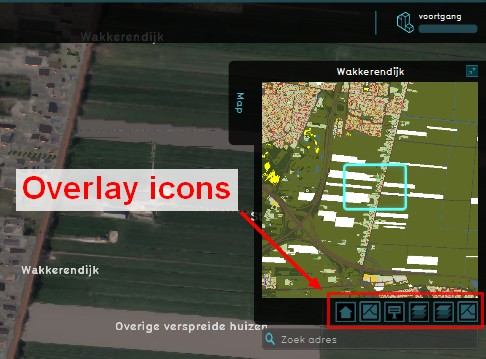 voortgang
Wakkerendijk
Wakkerendijk
Map
Overlay icons
S
Wakkerendijk
Overige verspreide huizen
Zoek adres